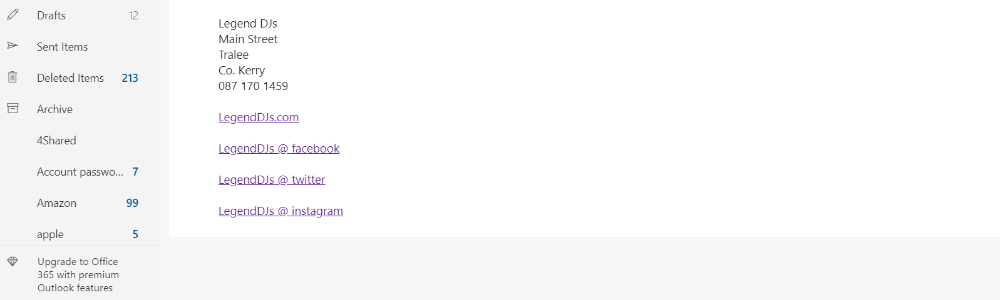 Drafts 12
Sent Items
Deleted Items 213
Archive
4Shared
Account passwo... 7
Amazon 99
apple 5
Upgrade to Office
365 with premium
Outlook features
Legend DJs
Main Street
Tralee
Co. Kerry
087 170 1459
LegendDJs.com
LegendDJs @ facebook
LegendDJs @ twitter
LegendDJs @ instagram